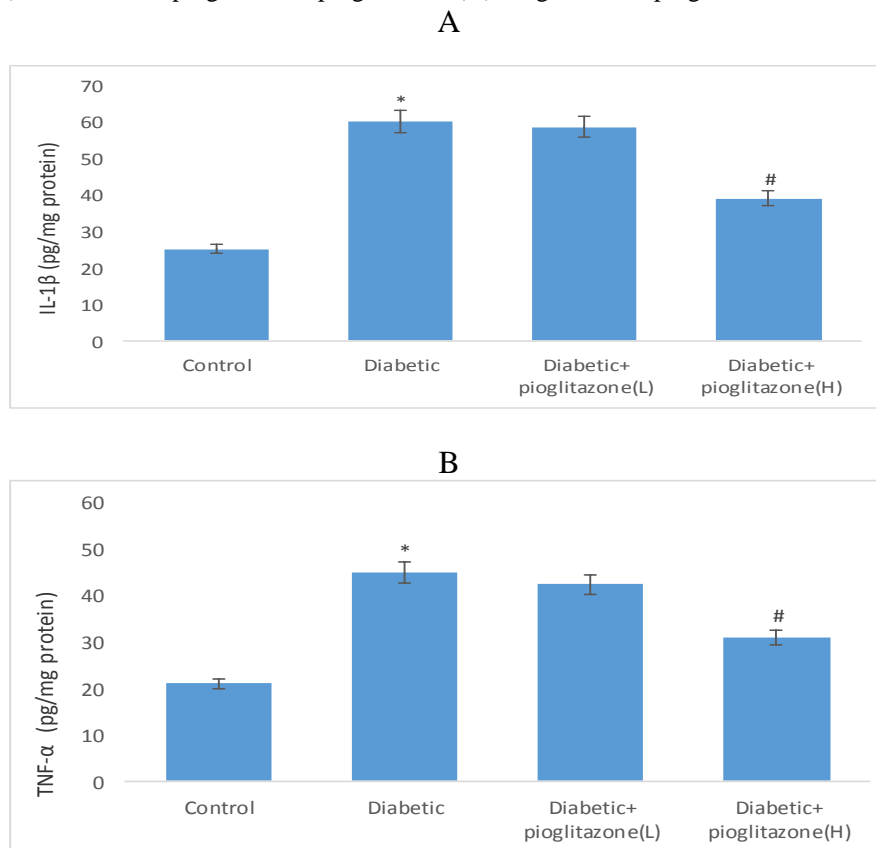 A
70
60
50
40
30
20
10
0
IL-1β (pg/mg protein)
*
#
Control
Diabetic
Diabetic+
pioglitazone(L)
Diabetic+
pioglitazone(H)
B
60
50
40
30
20
10
0
TNF-α (pg/mg protein)
*
#
Control
Diabetic
Diabetic+
pioglitazone(L)
Diabetic+
pioglitazone(H)